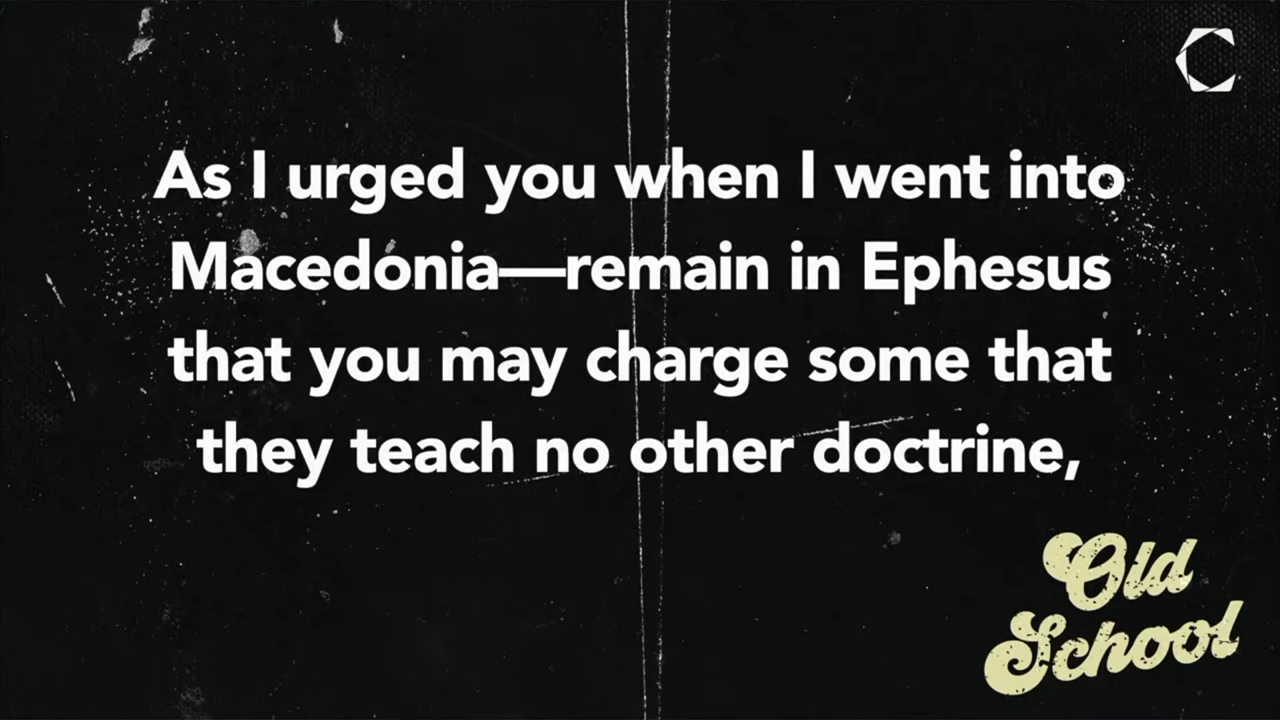 As I urged you when I went into
Macedonia—remain in Ephesus
that you may charge some that
they teach no other doctrine,
Old
School